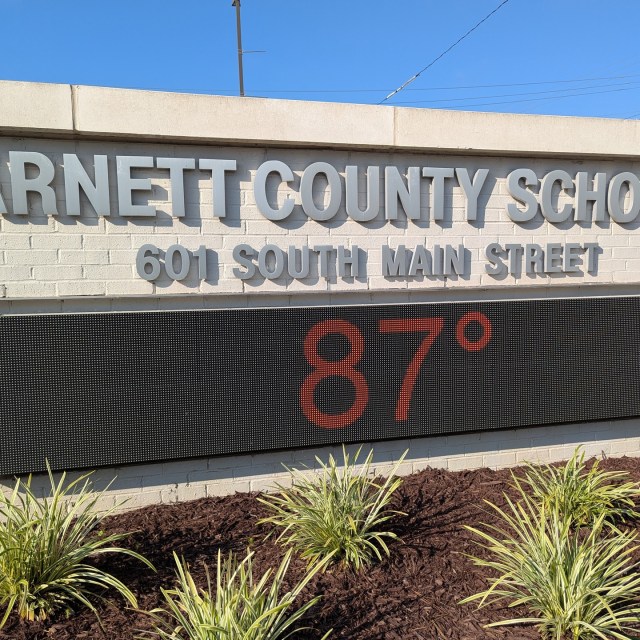 ARNETT COUNTY SCHO
601 SOUTH MAIN STREET
87°